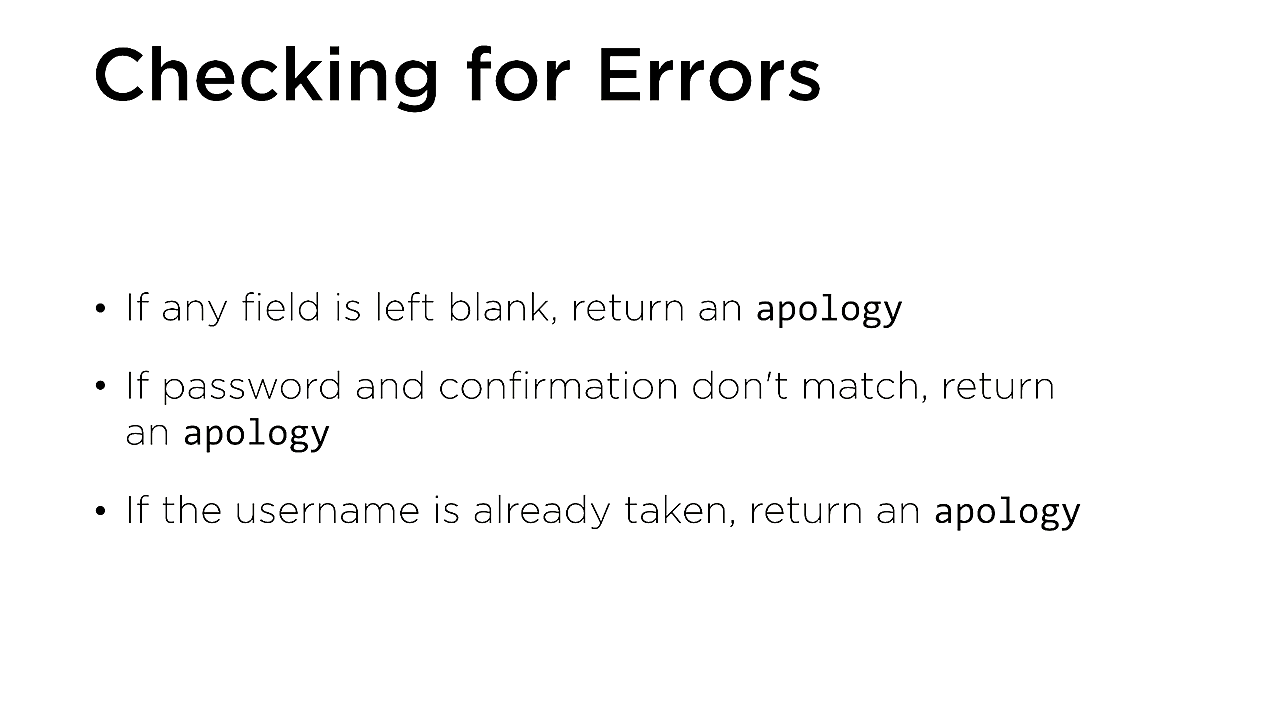 Checking for Errors
• If any field is left blank, return an apology
• If password and confirmation don't match, return
an apology
• If the username is already taken, return an apology